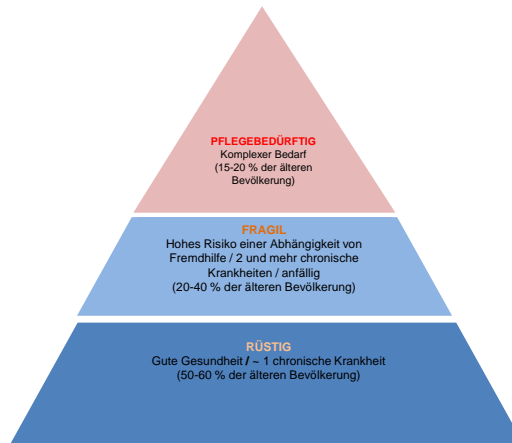 PFLEGEBEDÜRFTIG
Komplexer Bedarf
(15-20 % der älteren
Bevölkerung)
FRAGIL
Hohes Risiko einer Abhängigkeit von
Fremdhilfe / 2 und mehr chronische
Krankheiten / anfällig
(20-40 % der älteren Bevölkerung)
RÜSTIG
Gute Gesundheit / ~ 1 chronische Krankheit
(50-60 % der älteren Bevölkerung)